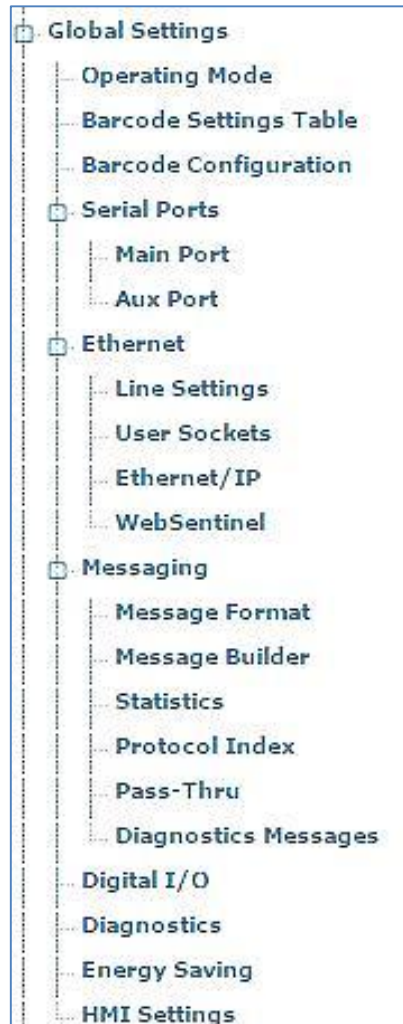 Global Settings
Operating Mode
Barcode Settings Table
Barcode Configuration
Serial Ports
Main Port
Aux Port
Ethernet
Line Settings
User Sockets
Ethernet/IP
WebSentinel
Messaging
Message Format
Message Builder
Statistics
Protocol Index
Pass-Thru
Diagnostics Messages
Digital I/O
Diagnostics
Energy Saving
HMI Settings